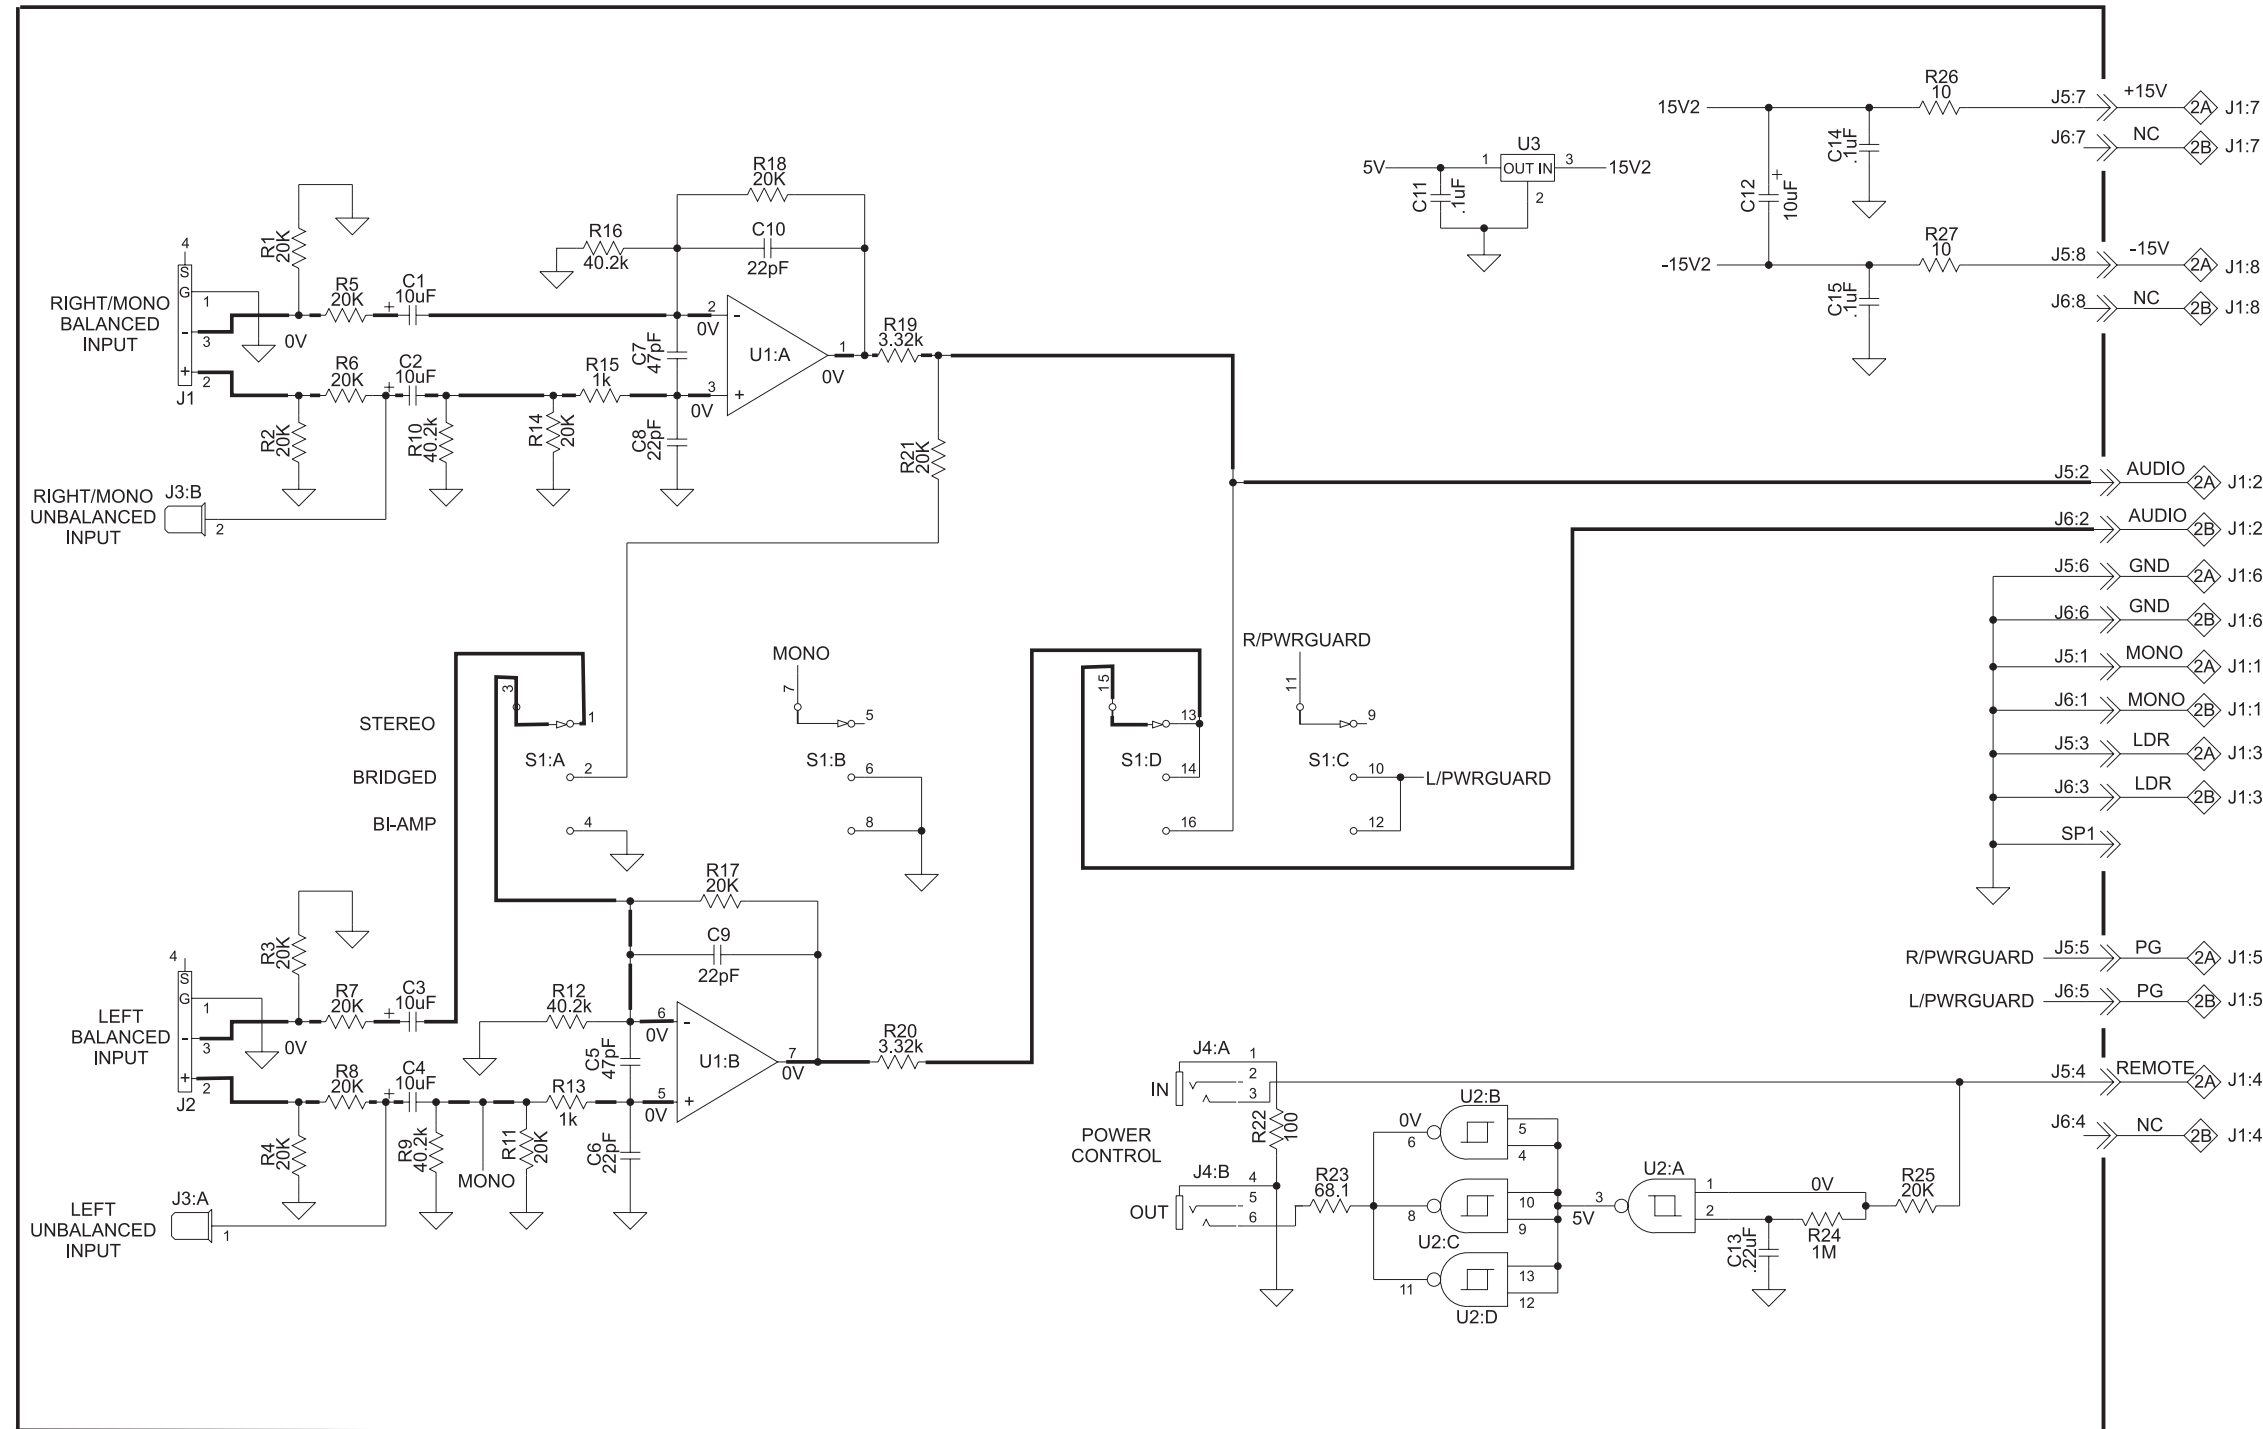 R26
10
J5:7
+15V
2A
J1:7
15V2
C14
.1uF
J6:7
NC
2B
J1:7
U3
5V
1
OUT IN
3
15V2
2
C11
.1uF
C12
+
10uF
R18
20K
R16
40.2k
C10
22pF
R1
20K
4
S
G
1
-
3
+
2
J1
RIGHT/MONO
BALANCED
INPUT
R5
20K
+
C1
10uF
0V
R27
10
-15V2
J5:8
-15V
2A
J1:8
C15
.1uF
J6:8
NC
2B
J1:8
2
0V
-
C7
47pF
U1:A
1
0V
R19
3.32k
3
0V
+
R6
20K
+
C2
10uF
R15
1k
R2
20K
R10
40.2k
R14
20K
C8
22pF
R21
20K
RIGHT/MONO
UNBALANCED
INPUT
J3:B
2
J5:2
AUDIO
2A
J1:2
J6:2
AUDIO
2B
J1:2
J5:6
GND
2A
J1:6
J6:6
GND
2B
J1:6
J5:1
MONO
2A
J1:1
J6:1
MONO
2B
J1:1
J5:3
LDR
2A
J1:3
J6:3
LDR
2B
J1:3
SP1
STEREO
3
1
MONO
7
5
15
13
R/PWRGUARD
11
9
BRIDGED
S1:A
2
S1:B
6
S1:D
14
S1:C
10
L/PWRGUARD
BI-AMP
4
8
16
12
R17
20K
C9
22pF
R3
20K
4
S
G
1
-
3
+
2
J2
LEFT
BALANCED
INPUT
R7
20K
+
C3
10uF
0V
R12
40.2k
6
0V
-
C5
47pF
U1:B
7
0V
R20
3.32k
5
0V
+
R8
20K
+
C4
10uF
R13
1k
R4
20K
R9
40.2k
MONO
R11
20K
C6
22pF
LEFT
UNBALANCED
INPUT
J3:A
1
R/PWRGUARD
J5:5
PG
2A
J1:5
L/PWRGUARD
J6:5
PG
2B
J1:5
J4:A
1
2
3
IN
J5:4
REMOTE
2A
J1:4
J6:4
NC
2B
J1:4
POWER
CONTROL
R22
100
J4:B
4
5
6
OUT
R23
68.1
U2:B
0V
6
5
4
8
10
9
U2:C
11
13
12
U2:D
3
5V
U2:A
1
2
0V
R25
20K
C13
.22uF
R24
1M